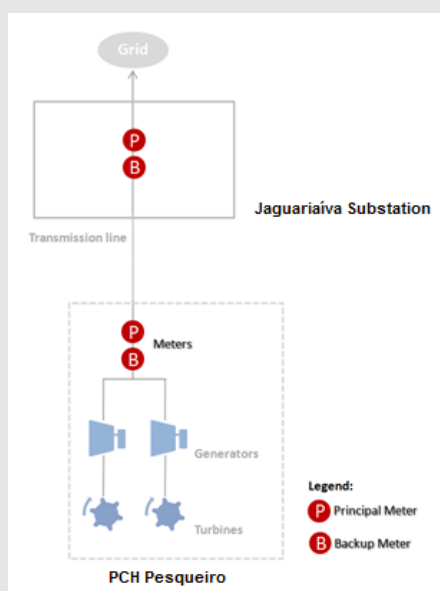 Grid
P
B
Jaguariaíva Substation
Transmission line
P
B
Meters
Generators
Turbines
Legend:
P Principal Meter
B Backup Meter
PCH Pesqueiro